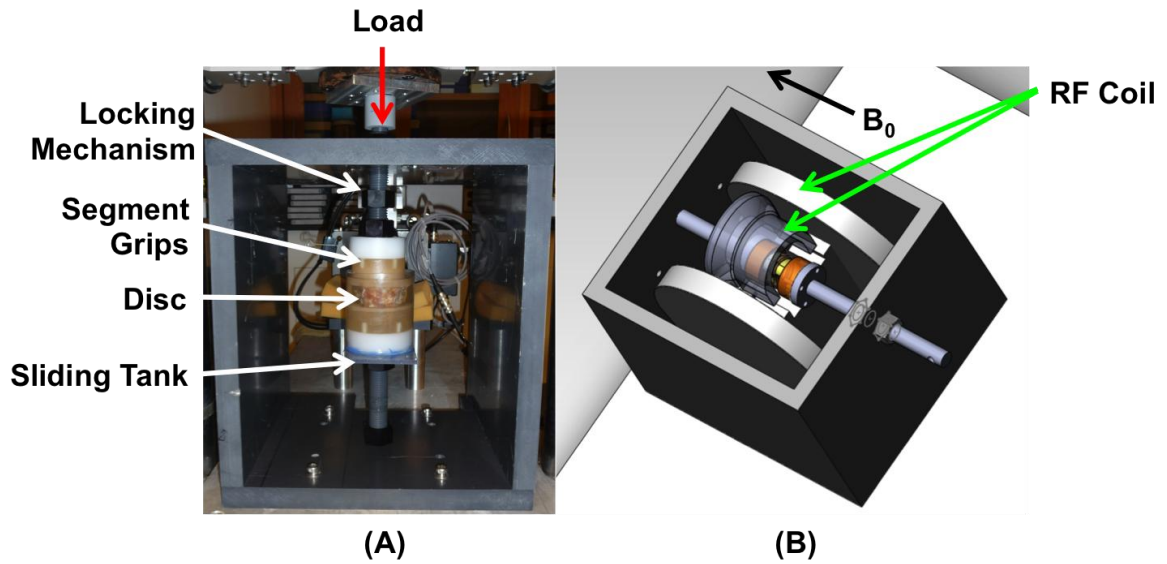 Load
Locking
Mechanism
Segment
Grips
Disc
Sliding Tank
(A)
B₀
RF Coil
(B)